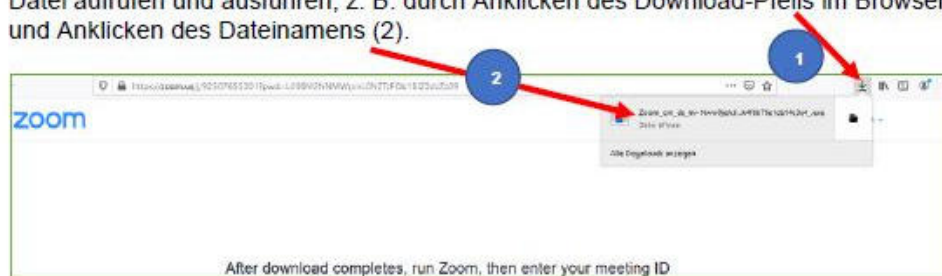 Datei aufrufen und ausführen, z. B. durch Anklicken des Download-Pfeils im Browser
und Anklicken des Dateinamens (2).
1
2
zoom
Alle Downloads anzeigen
After download completes, run Zoom, then enter your meeting ID